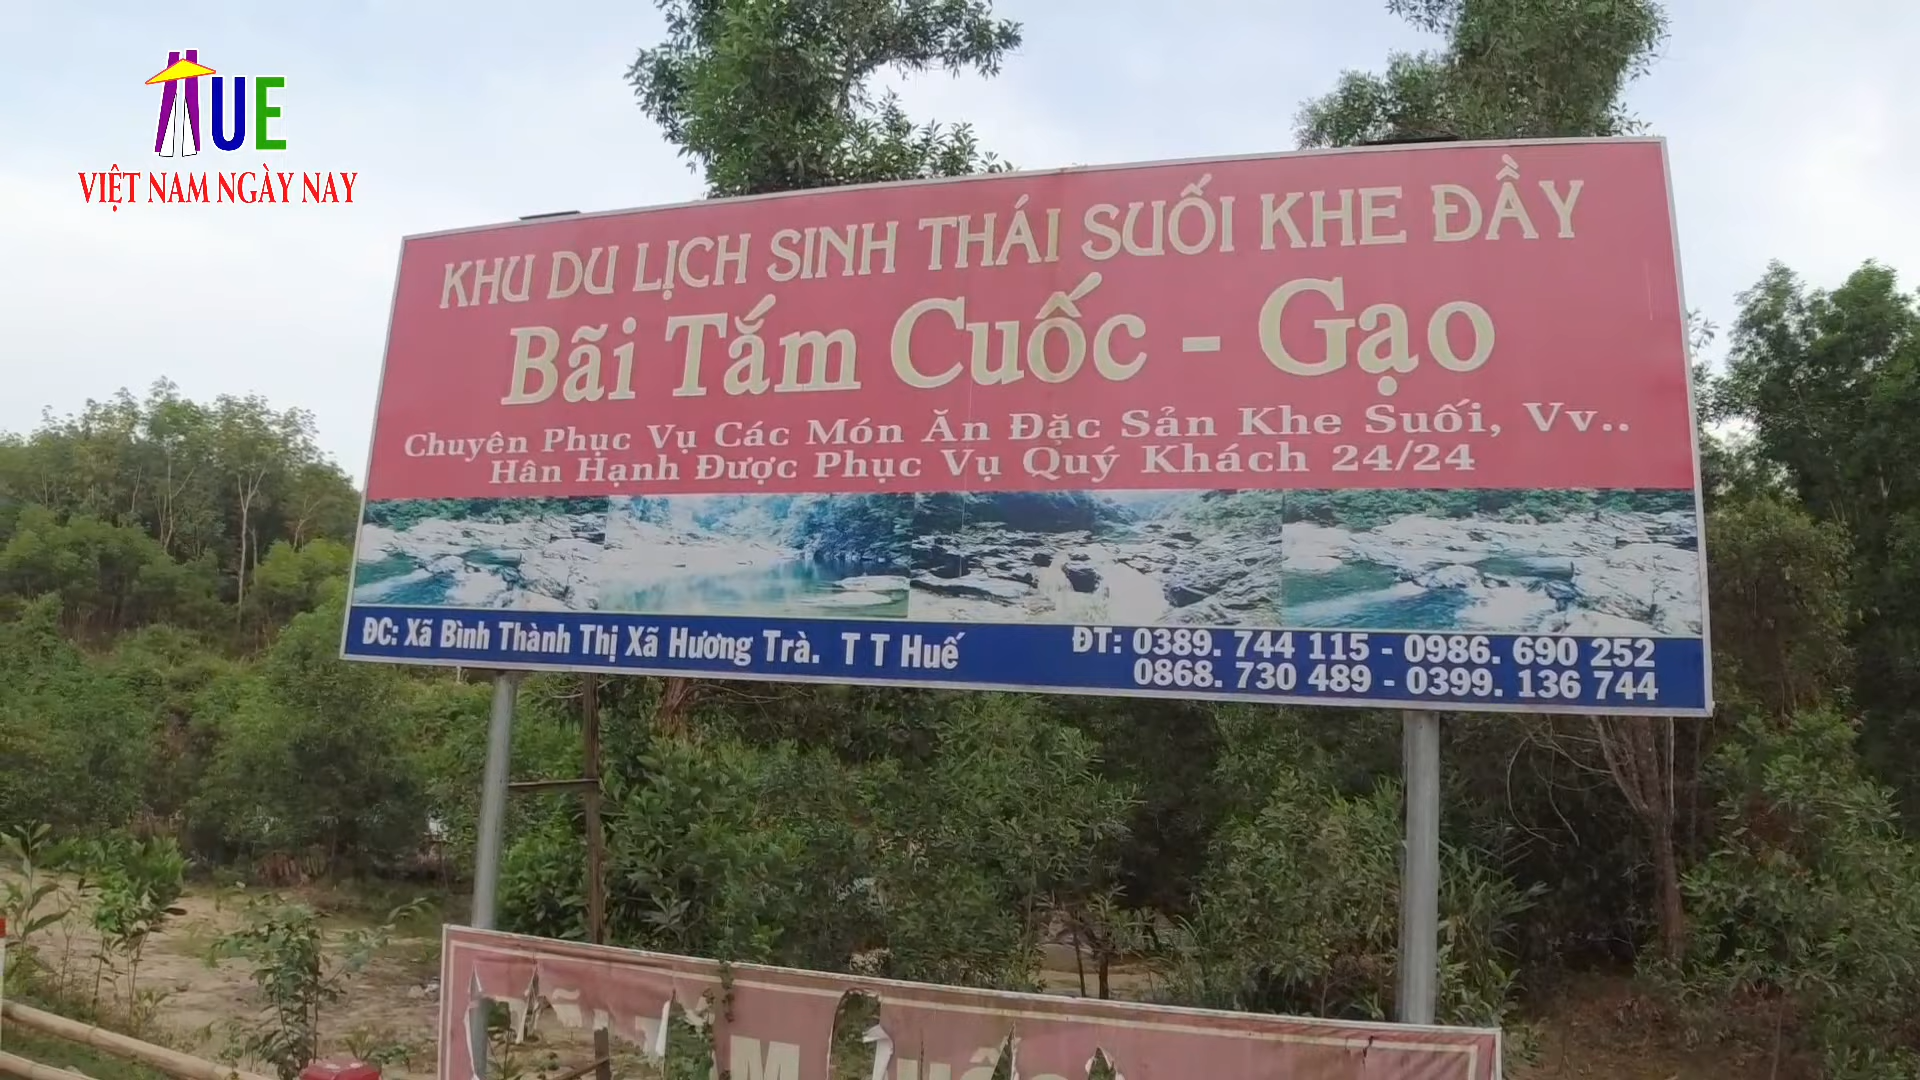 HUE
VIỆT NAM NGÀY NAY
KHU DU LỊCH SINH THÁI SUỐI KHE ĐẦY
Bãi Tắm Cuốc - Gạo
Chuyên Phục Vụ Các Món Ăn Đặc Sản Khe Suối, Vv..
Hân Hạnh Được Phục Vụ Quý Khách 24/24
ĐC: Xã Bình Thành Thị Xã Hương Trà. T T Huế
ĐT: 0389. 744 115 - 0986. 690 252
0868. 730 489 - 0399. 136 744